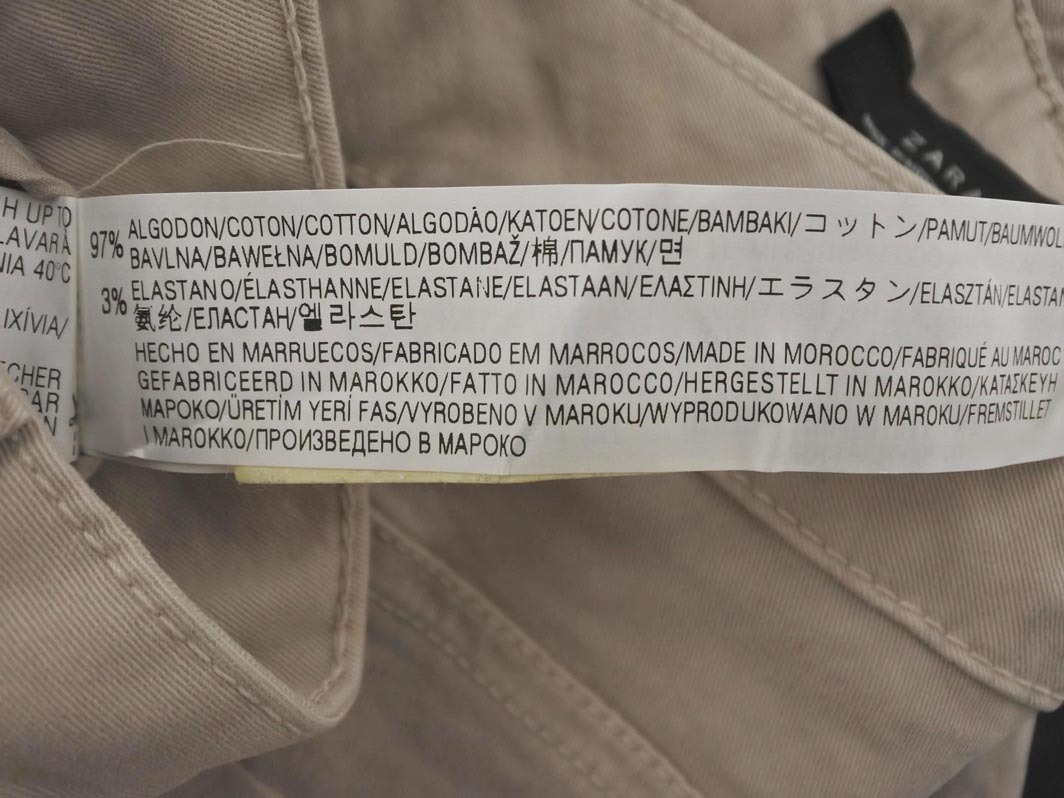 ZARA
H UP TO
LAVAR A
NIA 40°C
LIXÍVIA/
97% ALGODON/COTON/COTTON/ALGODÃO/KATOEN/COTONE/BAMBAKI/コットン/PAMUT/BAUMWOL
BAVLNA/BAWEŁNA/BOMULD/BOMBAŽ/棉/ПАМУК/면
3% ELASTANO/ÉLASTHANNE/ELASTANE/ELASTAAN/ΕΛΑΣΤΙΝΗ/エラスタン/ELASZTÁN/ELASTAN
氨纶/ЕЛАСТАН/엘라스탄
HECHO EN MARRUECOS/FABRICADO EM MARROCOS/MADE IN MOROCCO/FABRIQUÉ AU MAROC
GEFABRICEERD IN MAROKKO/FATTO IN MAROCCO/HERGESTELLT IN MAROKKO/ΚΑΤΑΣΚΕΥΗ
ΜΑΡΟΚΟ/ÜRETİM YERİ FAS/VYROBENO V MAROKU/WYPRODUKOWANO W MAROKU/FREMSTILLET
I MAROKKO/ПРОИЗВЕДЕНО В МАРОКО